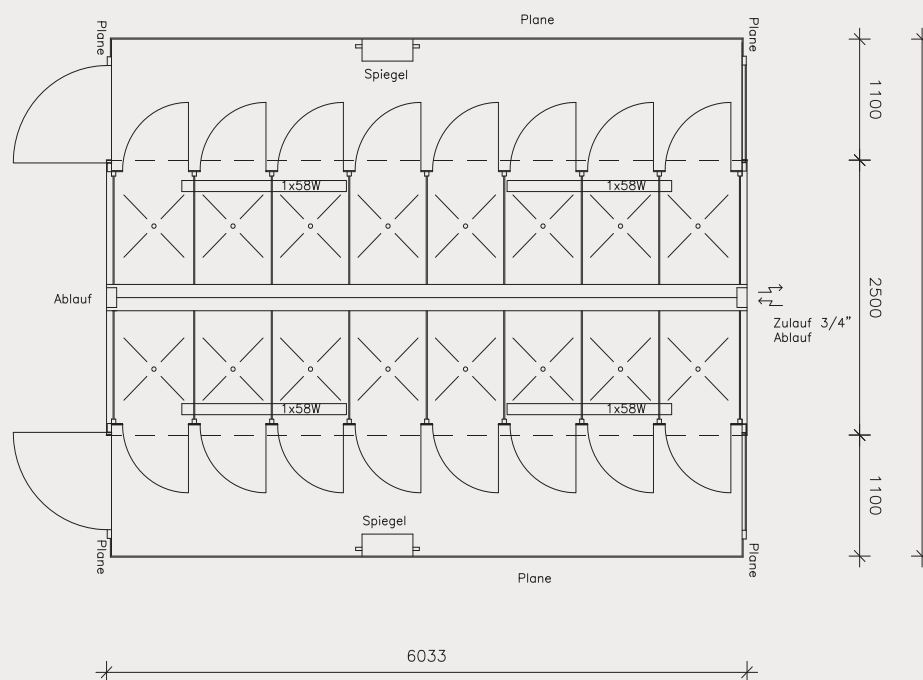 Plane
Plane
Plane
Spiegel
1100
1x58W
1x58W
Ablauf
2500
Zulauf 3/4"
Ablauf
1x58W
1x58W
1100
Spiegel
Plane
Plane
Plane
6033